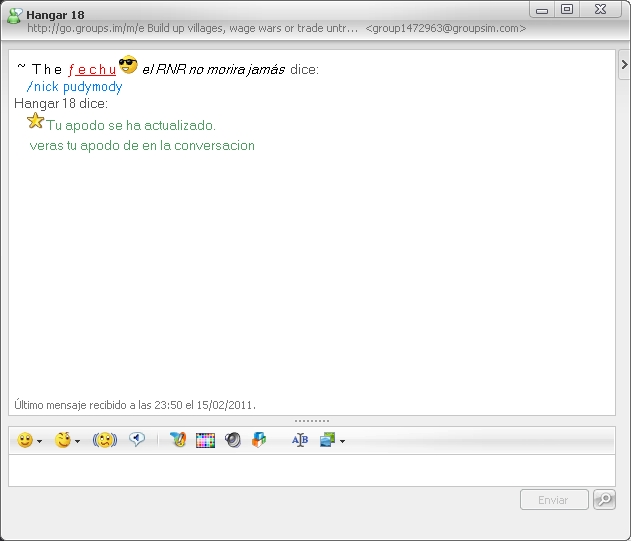 Hangar 18
http://go.groups.im/m/e Build up villages, wage wars or trade untr... <group1472963@groupsim.com>
~ T h e ƒ e c h u el RNR no morira jamás dice:
/nick pudymody
Hangar 18 dice:
Tu apodo se ha actualizado.
veras tu apodo de en la conversacion
Último mensaje recibido a las 23:50 el 15/02/2011.
Enviar